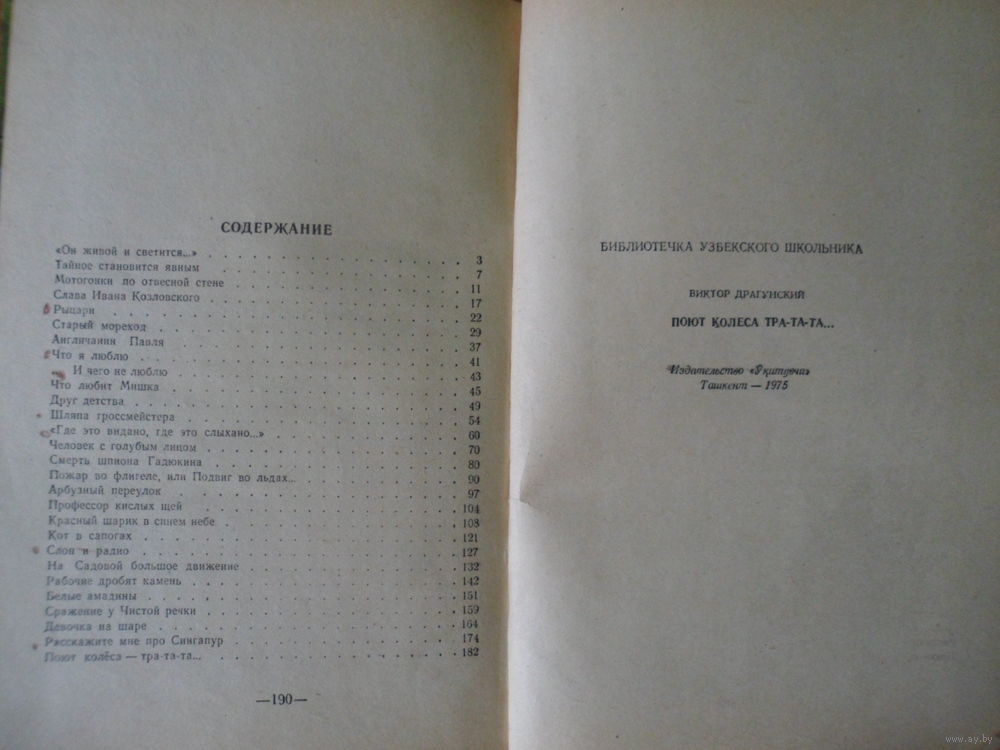 СОДЕРЖАНИЕ
«Он живой и светится...» 3
Тайное становится явным 7
Мотогонки по отвесной стене 11
Слава Ивана Козловского 17
Рыцари 22
Старый мореход 29
Англичанин Павля 37
Что я люблю 41
И чего не люблю 43
Что любит Мишка 45
Друг детства 49
Шляпа гроссмейстера 54
«Где это видано, где это слыхано...» 60
Человек с голубым лицом 70
Смерть шпиона Гадюкина 80
Пожар во флигеле, или Подвиг во льдах... 90
Арбузный переулок 97
Профессор кислых щей 104
Красный шарик в синем небе 108
Кот в сапогах 121
Слон и радио 127
На Садовой большое движение 132
Рабочие дробят камень 142
Белые амадины 151
Сражение у Чистой речки 159
Девочка на шаре 164
Расскажите мне про Сингапур 174
Поют колёса — тра-та-та... 182
—190—
БИБЛИОТЕЧКА УЗБЕКСКОГО ШКОЛЬНИКА
ВИКТОР ДРАГУНСКИЙ
ПОЮТ КОЛЕСА ТРА-ТА-ТА...
Издательство «Ўқитувчи»
Ташкент — 1975
www.ay.by